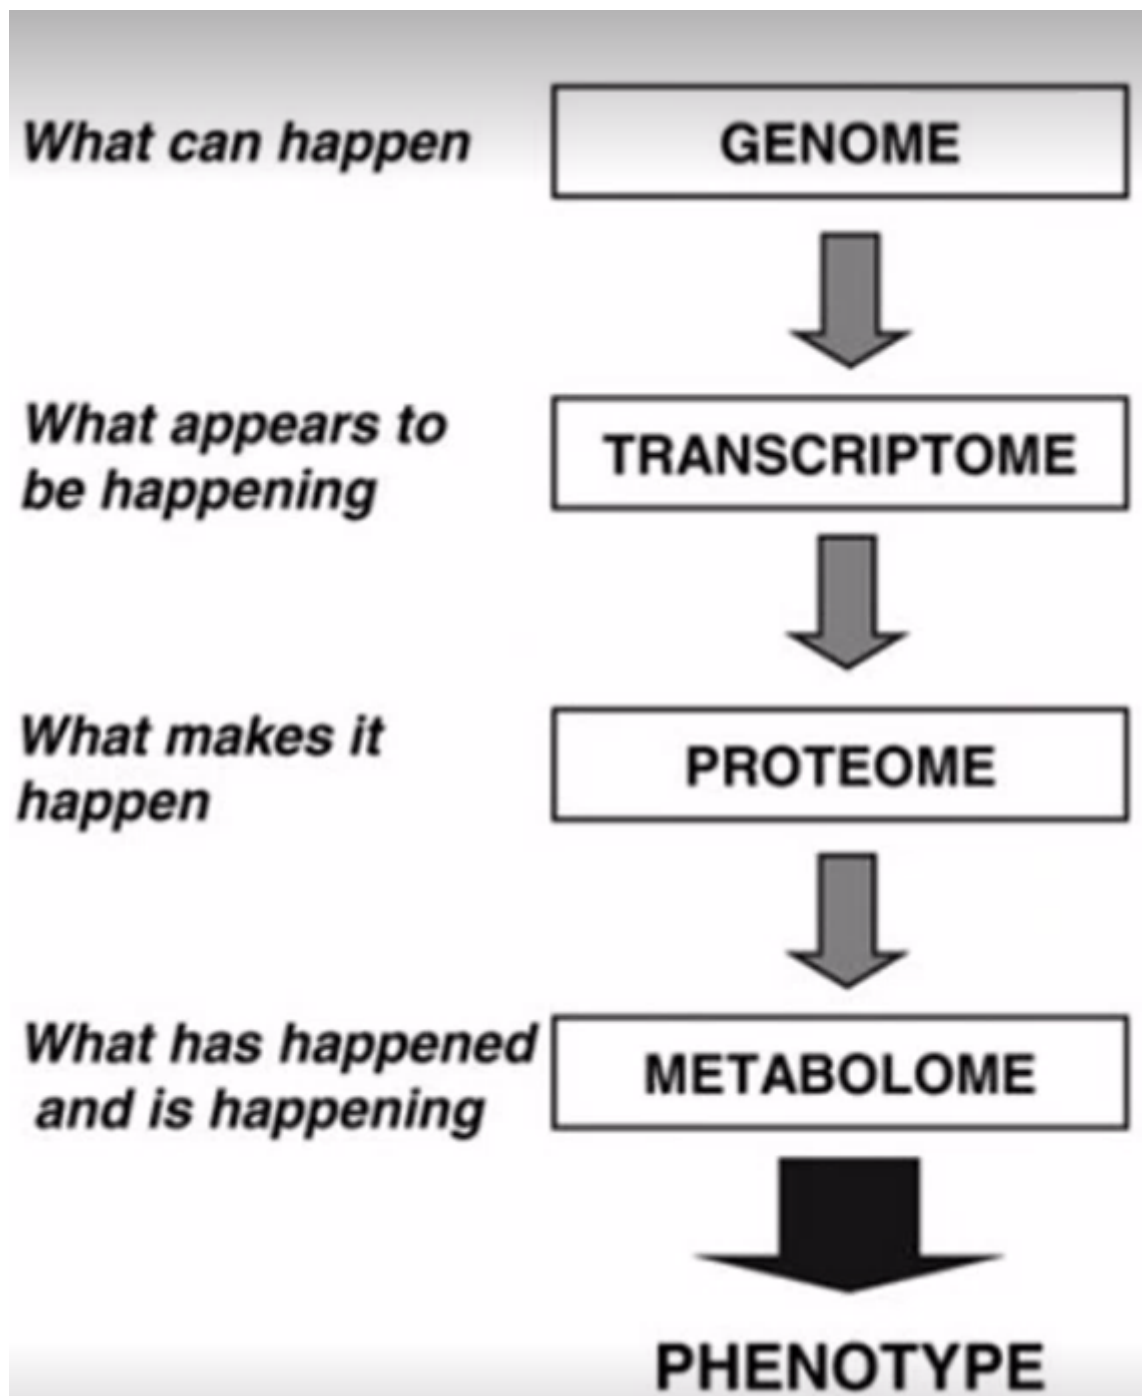 What can happen
GENOME
What appears to
be happening
TRANSCRIPTOME
What makes it
happen
PROTEOME
What has happened
and is happening
METABOLOME
PHENOTYPE